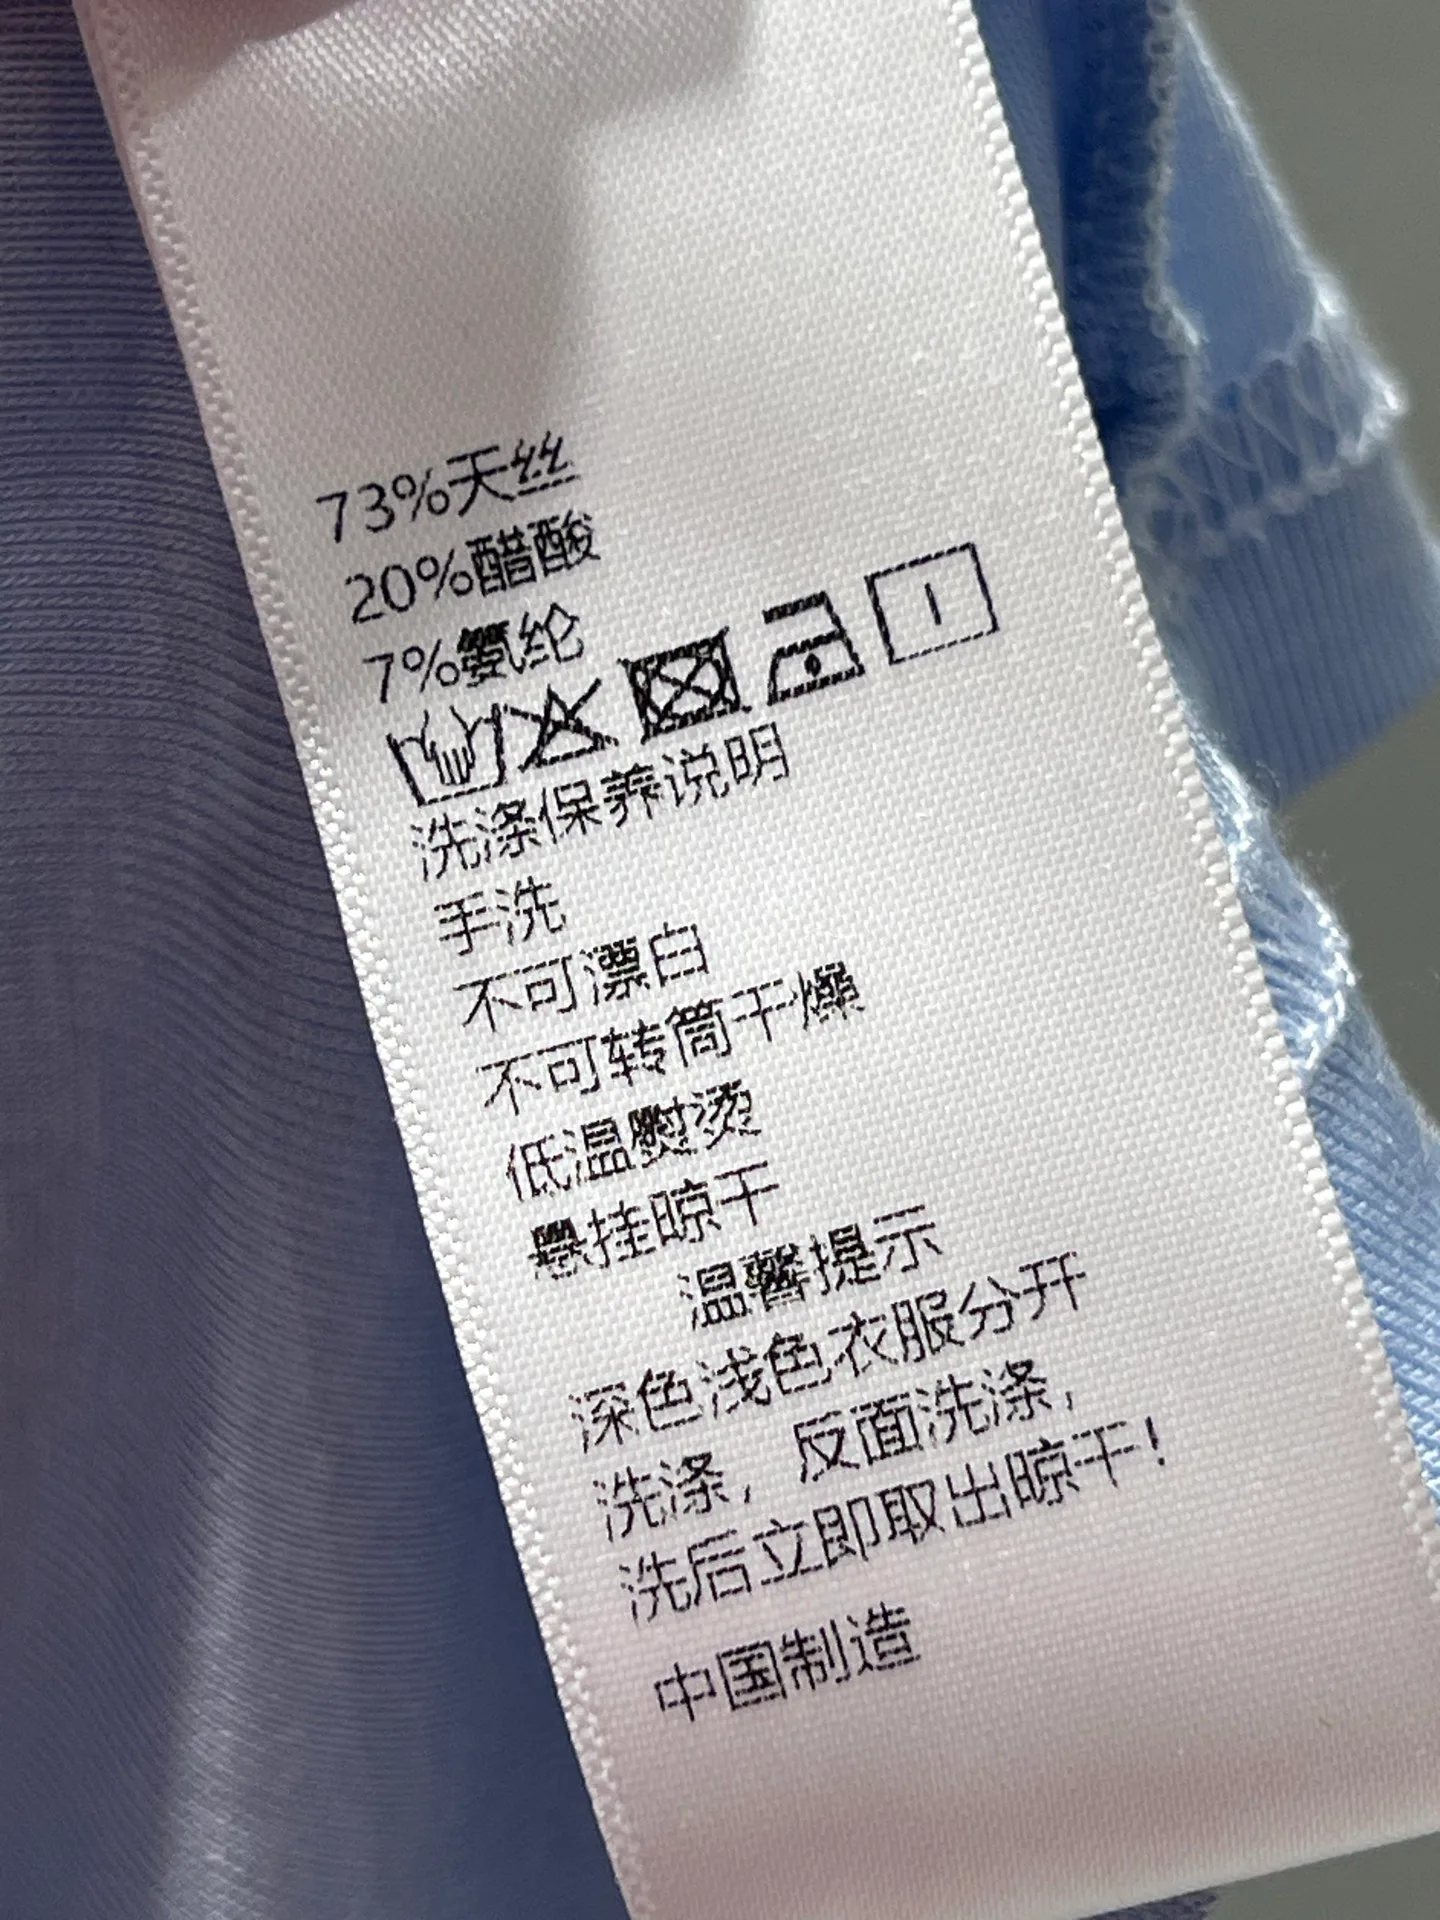 73%天丝
20%醋酸
7%氨纶
洗涤保养说明
手洗
不可漂白
不可转筒干燥
低温熨烫
悬挂晾干
温馨提示
深色浅色衣服分开
洗涤，反面洗涤，
洗后立即取出晾干！
中国制造